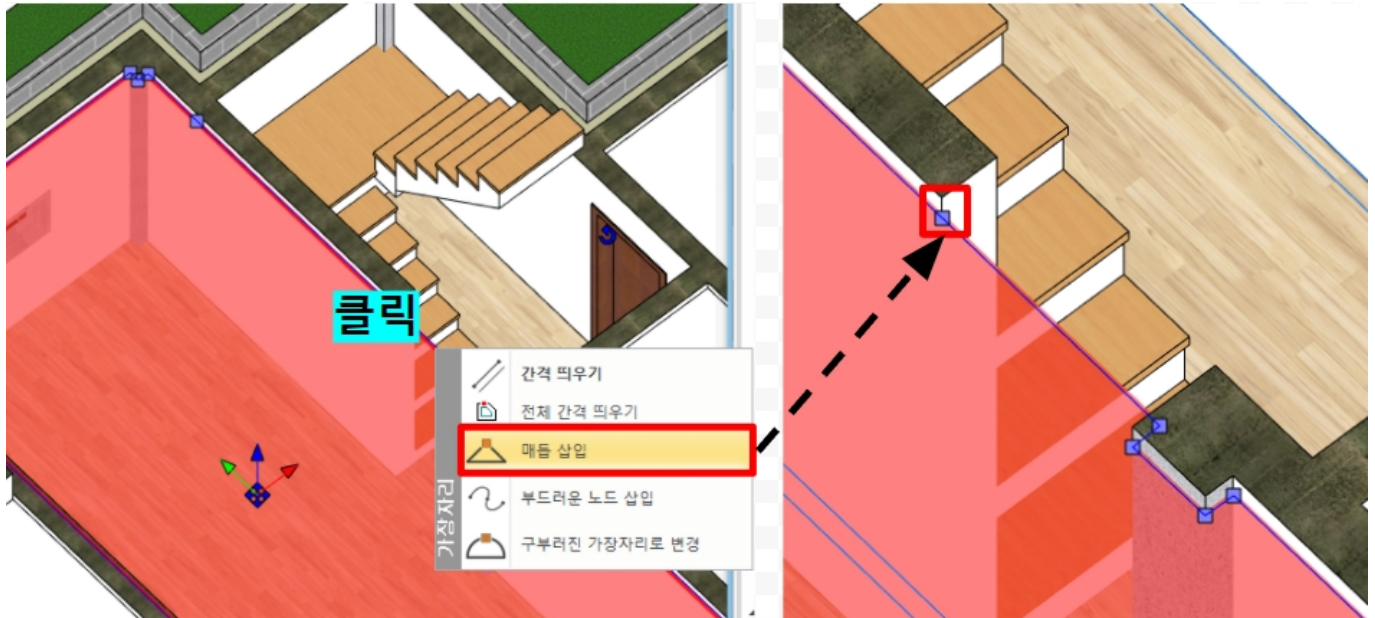 클릭
간격 띄우기
전체 간격 띄우기
매듭 삽입
부드러운 노드 삽입
구부러진 가장자리로 변경
가장자리